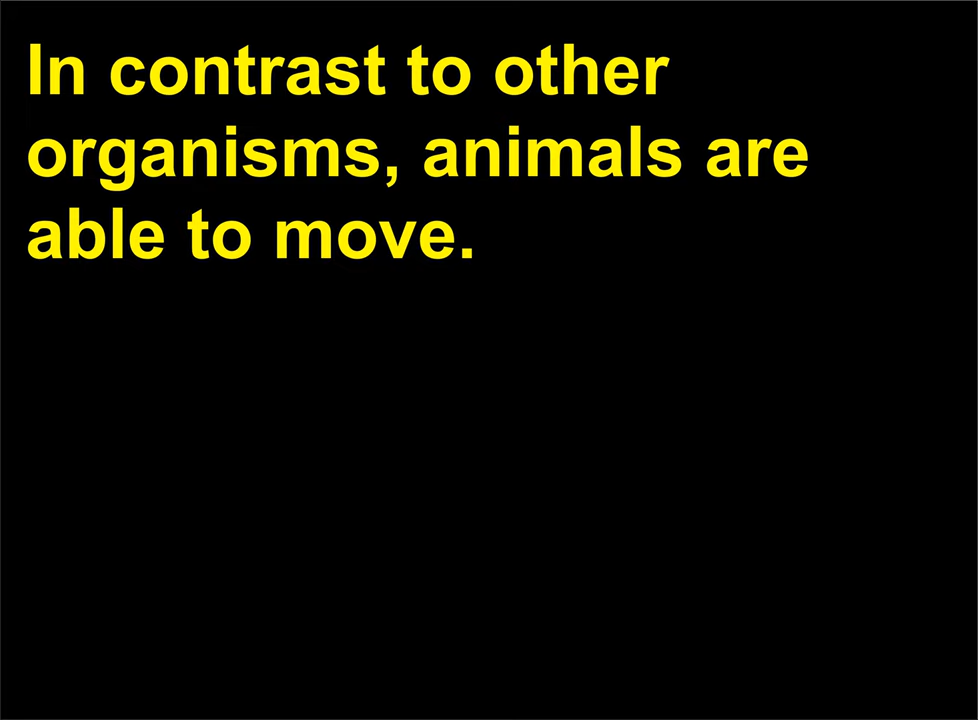 In contrast to other
organisms, animals are
able to move.